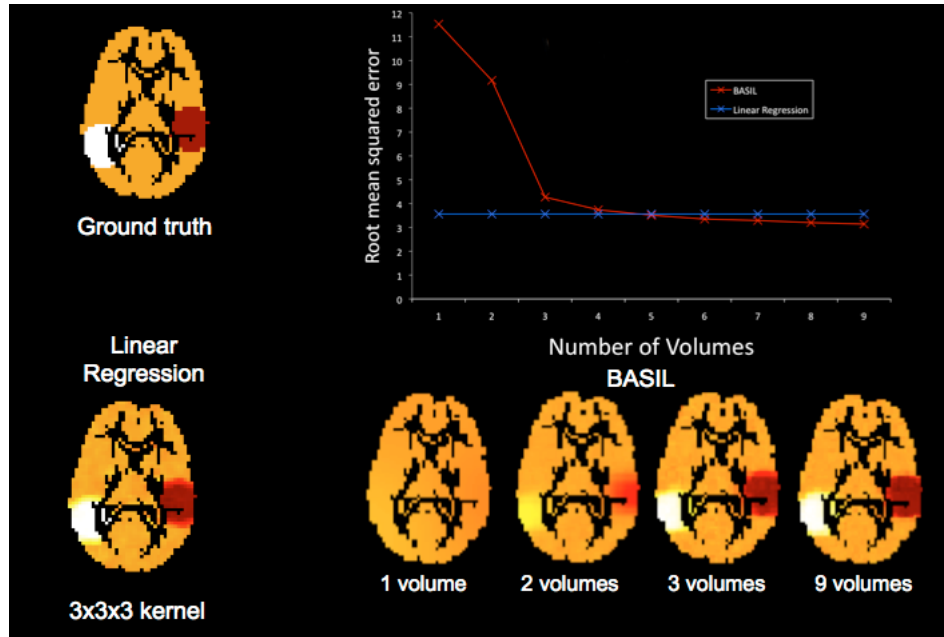 Ground truth
Root mean squared error
12
11
10
9
8
7
6
5
4
3
2
1
0
BASIL
Linear Regression
1 2 3 4 5 6 7 8 9
Number of Volumes
Linear
Regression
3x3x3 kernel
BASIL
1 volume 2 volumes 3 volumes 9 volumes